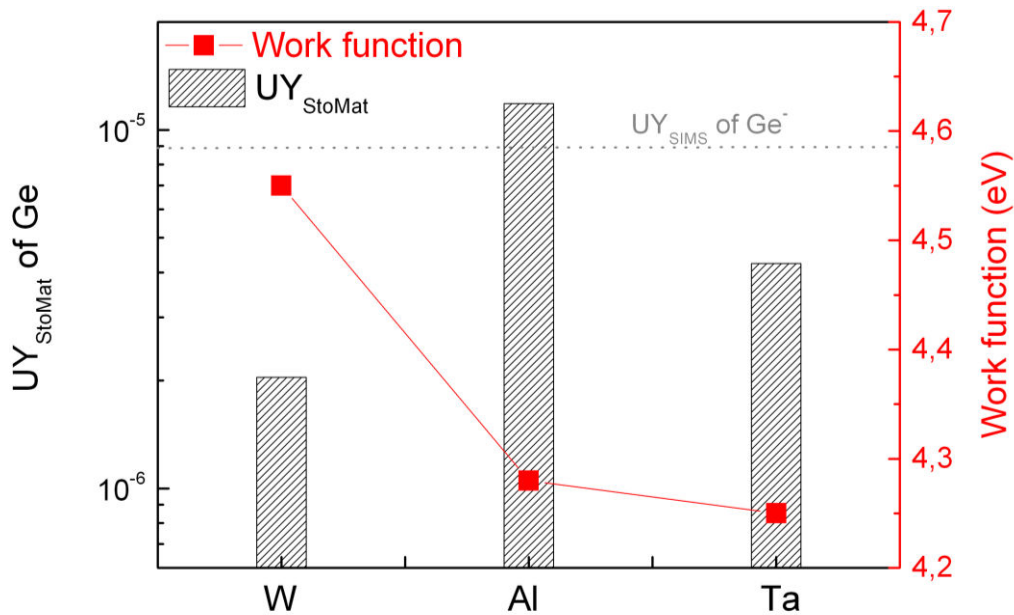 Work function
UY_StoMat
UY_SIMS of Ge⁻
UY_StoMat of Ge
10⁻⁵
10⁻⁶
4,7
4,6
4,5
4,4
4,3
4,2
Work function (eV)
W Al Ta